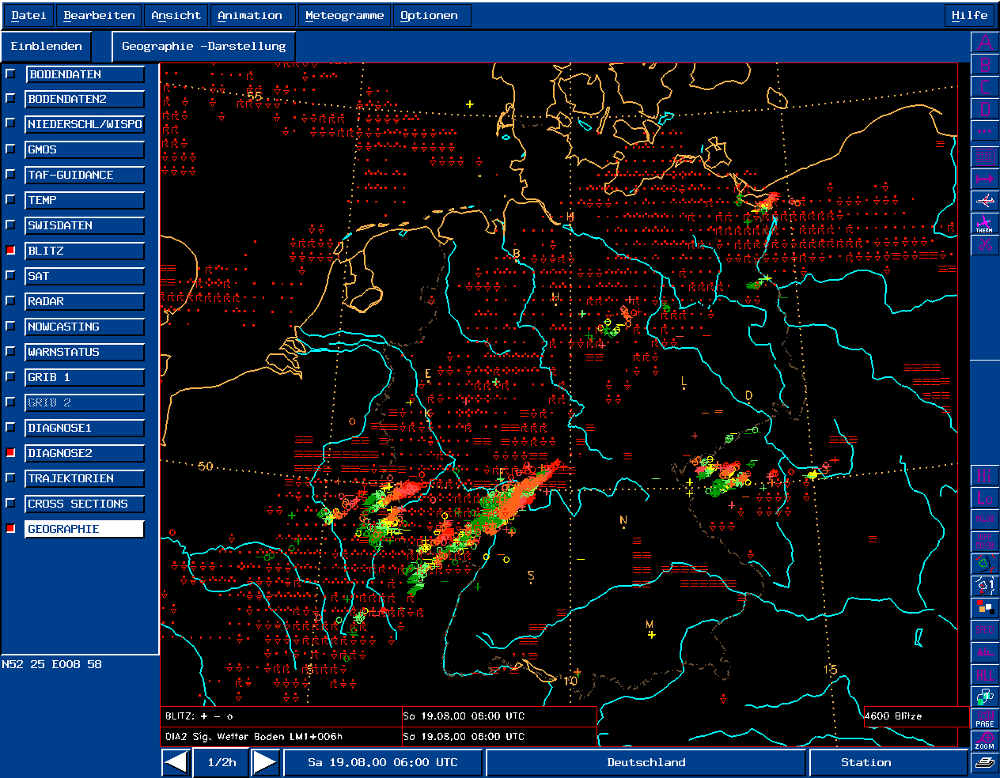 Datei Bearbeiten Ansicht Animation Meteogramme Optionen Hilfe
Einblenden Geographie -Darstellung
BODENDATEN
BODENDATEN2
NIEDERSCHL/WISPO
GMOS
TAF-GUIDANCE
TEMP
SWISDATEN
BLITZ
SAT
RADAR
NOWCASTING
WARNSTATUS
GRIB 1
GRIB 2
DIAGNOSE1
DIAGNOSE2
TRAJEKTORIEN
CROSS SECTIONS
GEOGRAPHIE
N52 25 E008 58
55
H
B
H
E
L
D
K
50
F
N
S
M
5
10
15
A
B
C
D
THERM
Hi
Lo
ALL
PAGE
ZOOM
BLITZ: + - o Sa 19.08.00 06:00 UTC 4600 Blitze
DIA2 Sig. Wetter Boden LM1+006h Sa 19.08.00 06:00 UTC
1/2h Sa 19.08.00 06:00 UTC Deutschland Station